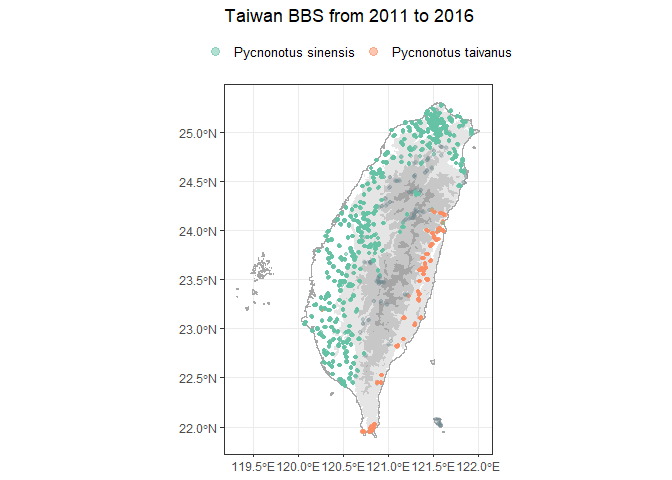 Taiwan BBS from 2011 to 2016
Pycnonotus sinensis Pycnonotus taivanus
25.0°N
24.5°N
24.0°N
23.5°N
23.0°N
22.5°N
22.0°N
119.5°E 120.0°E 120.5°E 121.0°E 121.5°E 122.0°E